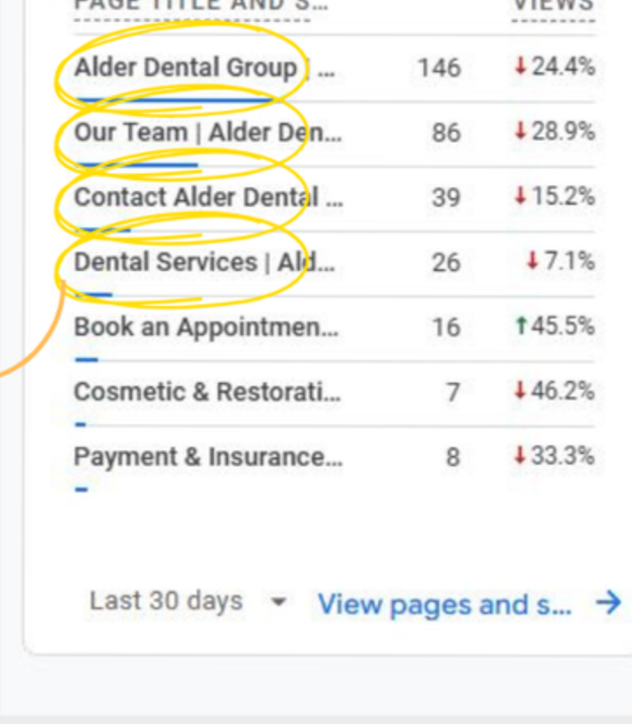 PAGE TITLE AND S... VIEWS
Alder Dental Group | ... 146 ↓24.4%
Our Team | Alder Den... 86 ↓28.9%
Contact Alder Dental ... 39 ↓15.2%
Dental Services | Ald... 26 ↓7.1%
Book an Appointmen... 16 ↑45.5%
Cosmetic & Restorati... 7 ↓46.2%
Payment & Insurance... 8 ↓33.3%
Last 30 days View pages and s... →